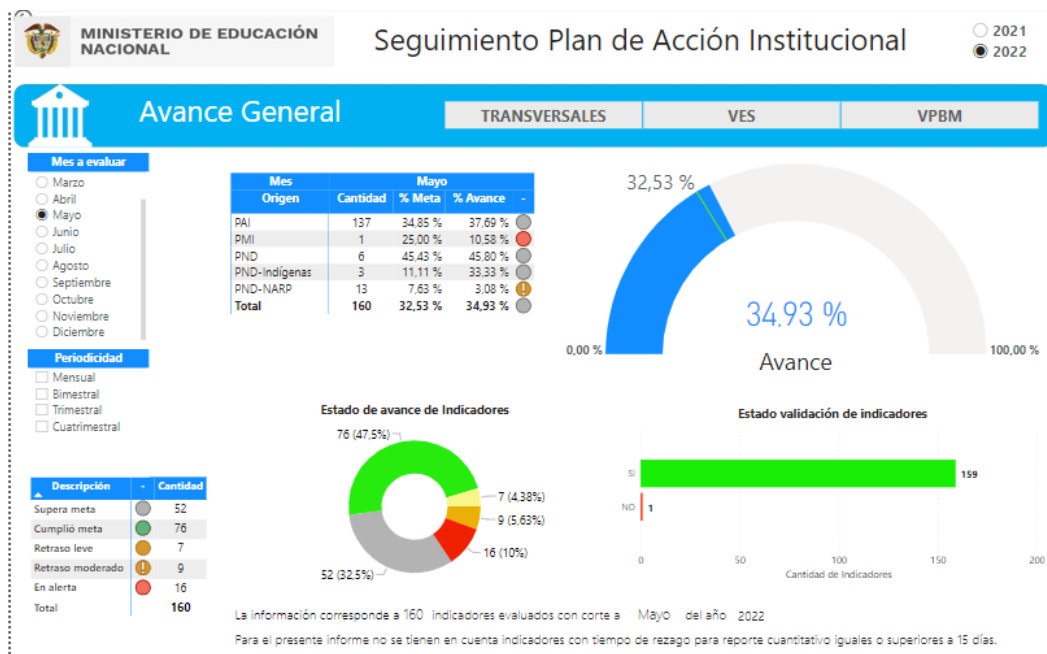 MINISTERIO DE EDUCACIÓN
NACIONAL
Seguimiento Plan de Acción Institucional
2021
2022
Avance General
TRANSVERSALES
VES
VPBM
Mes a evaluar
Marzo
Abril
Mayo
Junio
Julio
Agosto
Septiembre
Octubre
Noviembre
Diciembre
Periodicidad
Mensual
Bimestral
Trimestral
Cuatrimestral
Mes Mayo
Origen Cantidad % Meta % Avance -
PAI 137 34,85 % 37,69 %
PMI 1 25,00 % 10,58 %
PND 6 45,43 % 45,80 %
PND-Indígenas 3 11,11 % 33,33 %
PND-NARP 13 7,63 % 3,08 % !
Total 160 32,53 % 34,93 %
32,53 %
34,93 %
0,00 %
100,00 %
Avance
Descripción - Cantidad
Supera meta 52
Cumplió meta 76
Retraso leve 7
Retraso moderado ! 9
En alerta 16
Total 160
Estado de avance de Indicadores
76 (47,5%)
7 (4,38%)
9 (5,63%)
16 (10%)
52 (32,5%)
Estado validación de indicadores
SI 159
NO 1
0 50 100 150 200
Cantidad de Indicadores
La información corresponde a 160 indicadores evaluados con corte a Mayo del año 2022
Para el presente informe no se tienen en cuenta indicadores con tiempo de rezago para reporte cuantitativo iguales o superiores a 15 días.